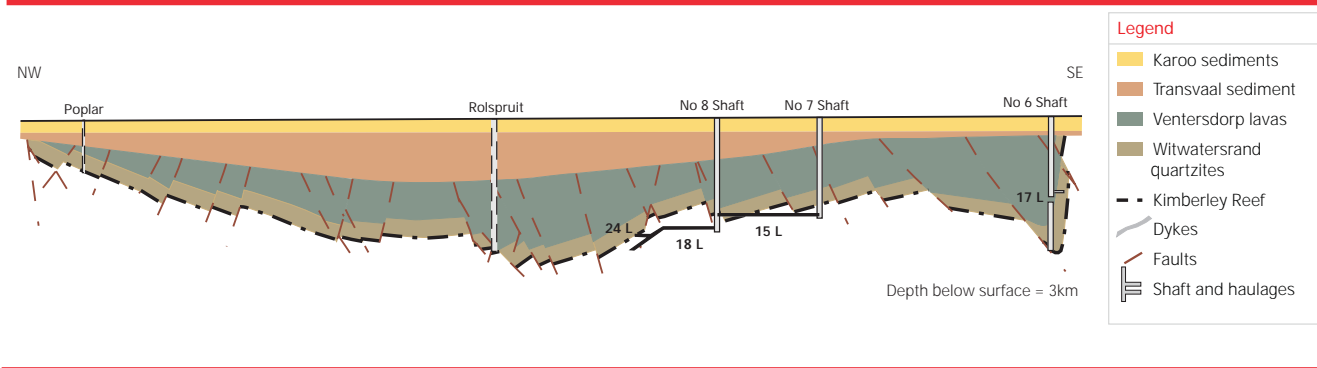 NW
SE
Poplar
Rolspruit
No 8 Shaft
No 7 Shaft
No 6 Shaft
24 L
18 L
15 L
17 L
Depth below surface = 3km
Legend
Karoo sediments
Transvaal sediment
Ventersdorp lavas
Witwatersrand
quartzites
Kimberley Reef
Dykes
Faults
Shaft and haulages